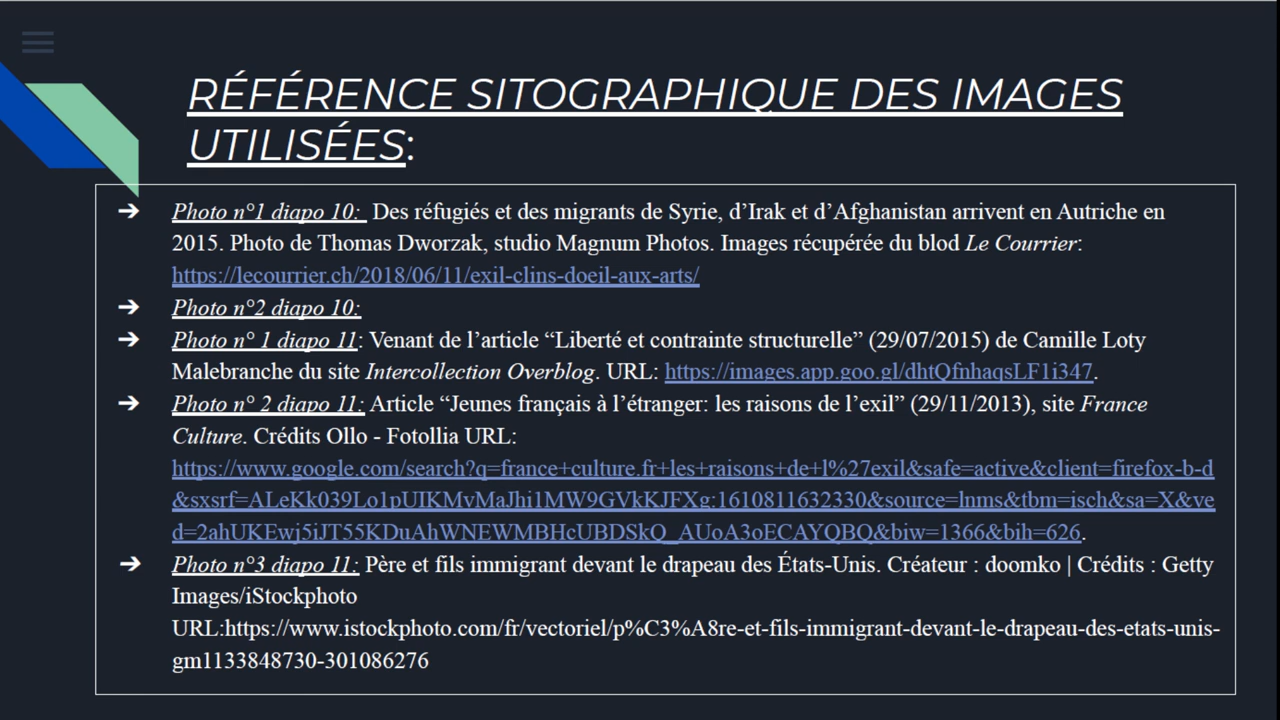 RÉFÉRENCE SITOGRAPHIQUE DES IMAGES
UTILISÉES:
➔ Photo n°1 diapo 10: Des réfugiés et des migrants de Syrie, d’Irak et d’Afghanistan arrivent en Autriche en
2015. Photo de Thomas Dworzak, studio Magnum Photos. Images récupérée du blod Le Courrier:
https://lecourrier.ch/2018/06/11/exil-clins-doeil-aux-arts/
➔ Photo n°2 diapo 10:
➔ Photo n° 1 diapo 11: Venant de l’article “Liberté et contrainte structurelle” (29/07/2015) de Camille Loty
Malebranche du site Intercollection Overblog. URL: https://images.app.goo.gl/dhtQfnhaqsLF1i347.
➔ Photo n° 2 diapo 11: Article “Jeunes français à l’étranger: les raisons de l’exil” (29/11/2013), site France
Culture. Crédits Ollo - Fotollia URL:
https://www.google.com/search?q=france+culture.fr+les+raisons+de+l%27exil&safe=active&client=firefox-b-d
&sxsrf=ALeKk039Lo1pUIKMvMaJhi1MW9GVkKJFXg:1610811632330&source=lnms&tbm=isch&sa=X&ve
d=2ahUKEwj5iJT55KDuAhWNEWMBHcUBDSkQ_AUoA3oECAYQBQ&biw=1366&bih=626.
➔ Photo n°3 diapo 11: Père et fils immigrant devant le drapeau des États-Unis. Créateur : doomko | Crédits : Getty
Images/iStockphoto
URL:https://www.istockphoto.com/fr/vectoriel/p%C3%A8re-et-fils-immigrant-devant-le-drapeau-des-etats-unis-
gm1133848730-301086276